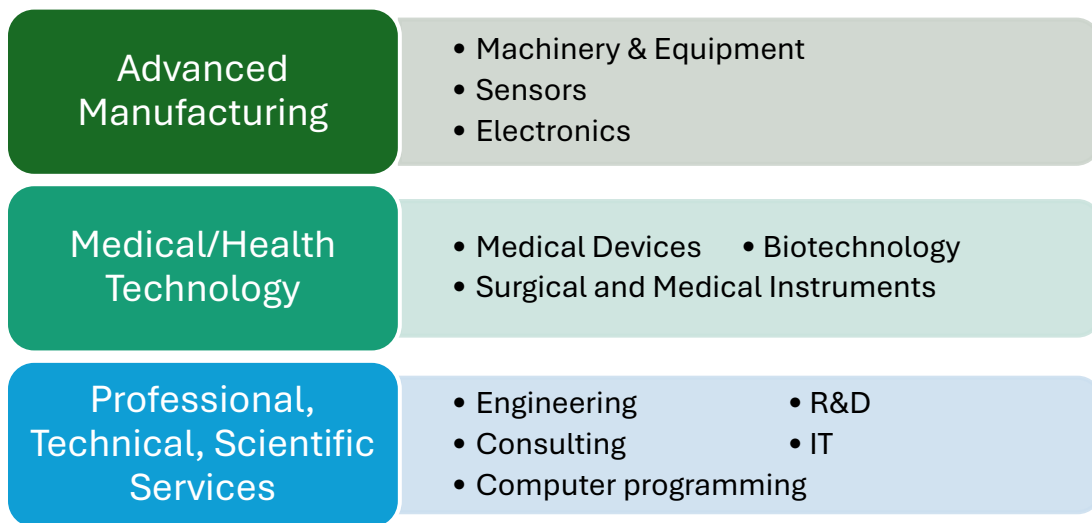 Advanced
Manufacturing
• Machinery & Equipment
• Sensors
• Electronics
Medical/Health
Technology
• Medical Devices • Biotechnology
• Surgical and Medical Instruments
Professional,
Technical, Scientific
Services
• Engineering • R&D
• Consulting • IT
• Computer programming